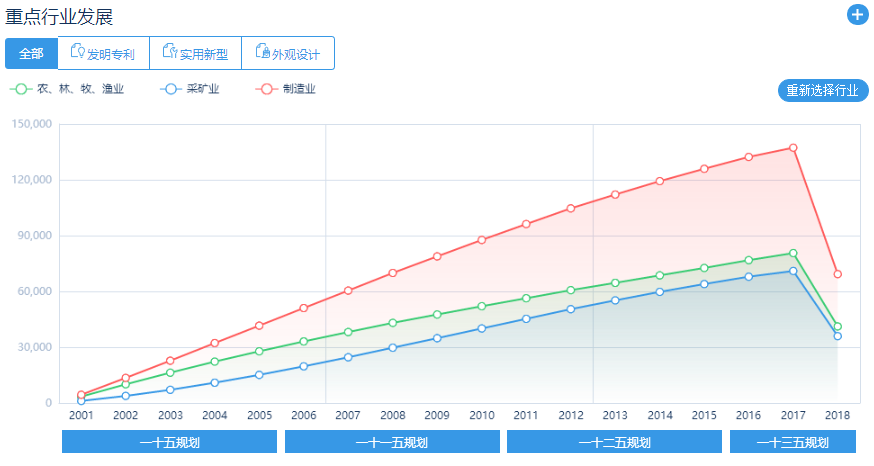 重点行业发展
全部 发明专利 实用新型 外观设计
农、林、牧、渔业 采矿业 制造业
重新选择行业
150,000
120,000
90,000
60,000
30,000
0
2001 2002 2003 2004 2005 2006 2007 2008 2009 2010 2011 2012 2013 2014 2015 2016 2017 2018
一十五规划 一十一五规划 一十二五规划 一十三五规划